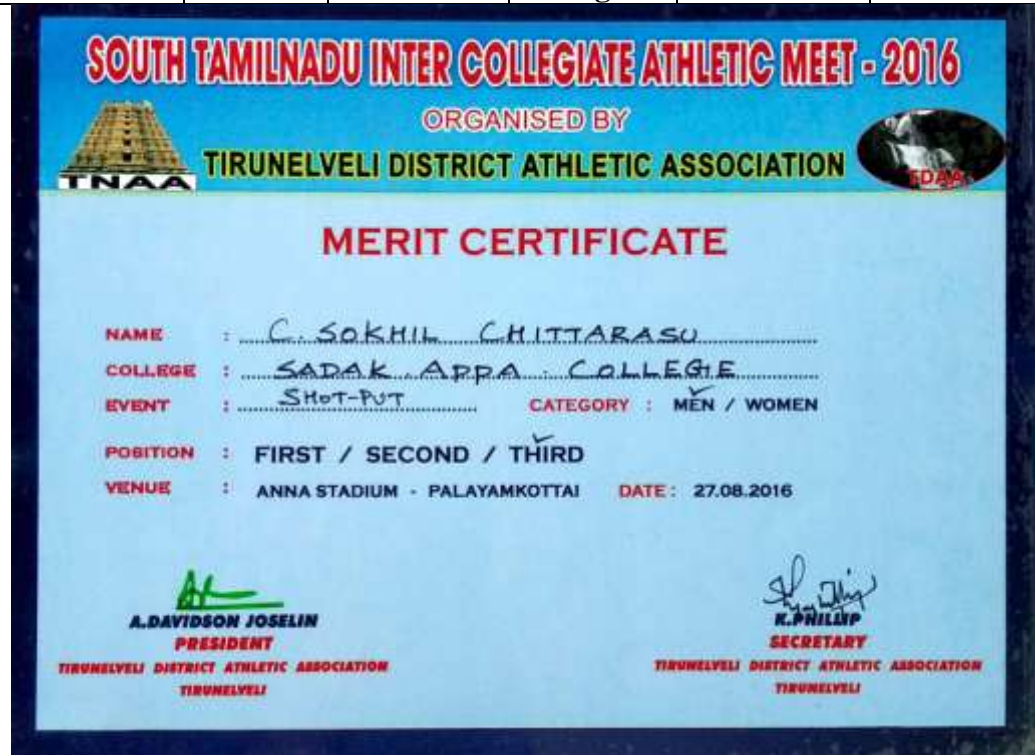 SOUTH TAMILNADU INTER COLLEGIATE ATHLETIC MEET - 2016
ORGANISED BY
TIRUNELVELI DISTRICT ATHLETIC ASSOCIATION
TNAA
TDAA
MERIT CERTIFICATE
NAME : C. SOKHIL CHITTARASU
COLLEGE : SADAK APPA COLLEGE
EVENT : SHOT-PUT CATEGORY : MEN / WOMEN
POSITION : FIRST / SECOND / THIRD
VENUE : ANNA STADIUM - PALAYAMKOTTAI DATE : 27.08.2016
A.DAVIDSON JOSELIN
PRESIDENT
TIRUNELVELI DISTRICT ATHLETIC ASSOCIATION
TIRUNELVELI
K.PHILLIP
SECRETARY
TIRUNELVELI DISTRICT ATHLETIC ASSOCIATION
TIRUNELVELI